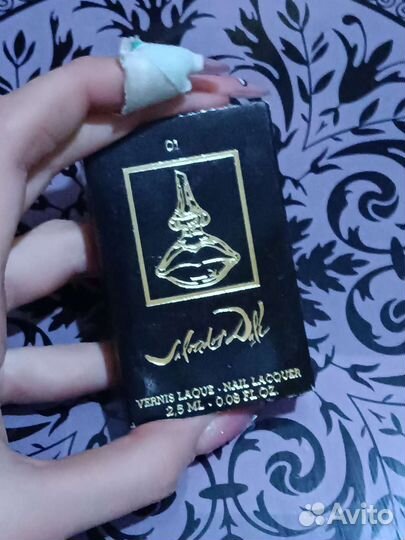 01
Salvador Dali
VERNIS LAQUE · NAIL LACQUER
2,5 ML · 0.08 FL. OZ.
Avito